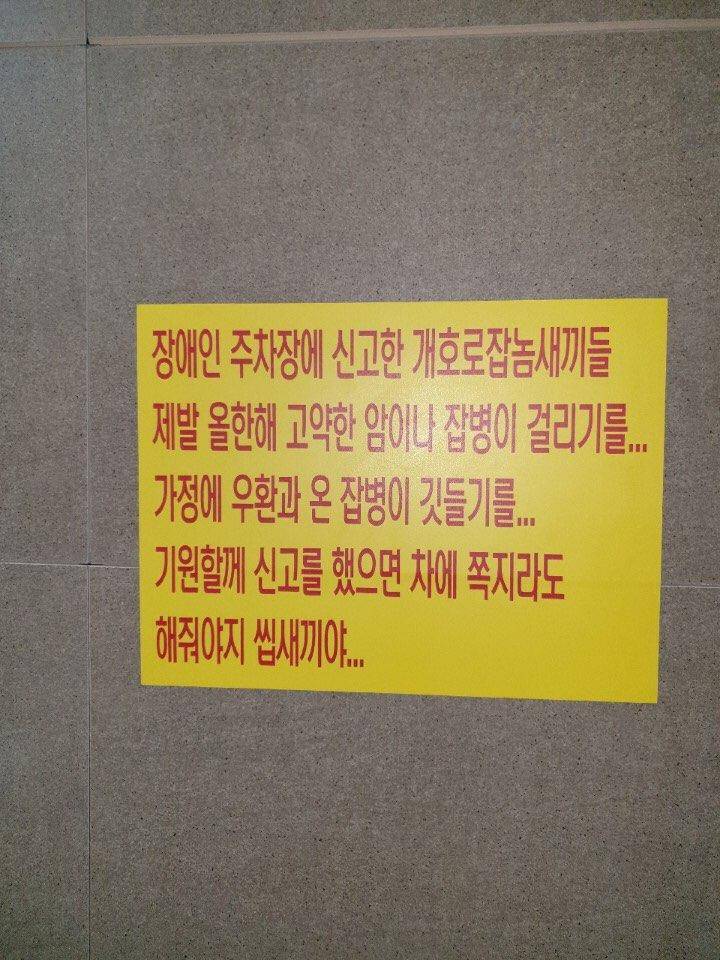 장애인 주차장에 신고한 개호로잡놈새끼들
제발 올한해 고약한 암이나 잡병이 걸리기를...
가정에 우환과 온 잡병이 깃들기를...
기원할께 신고를 했으면 차에 쪽지라도
해줘야지 씹새끼야...